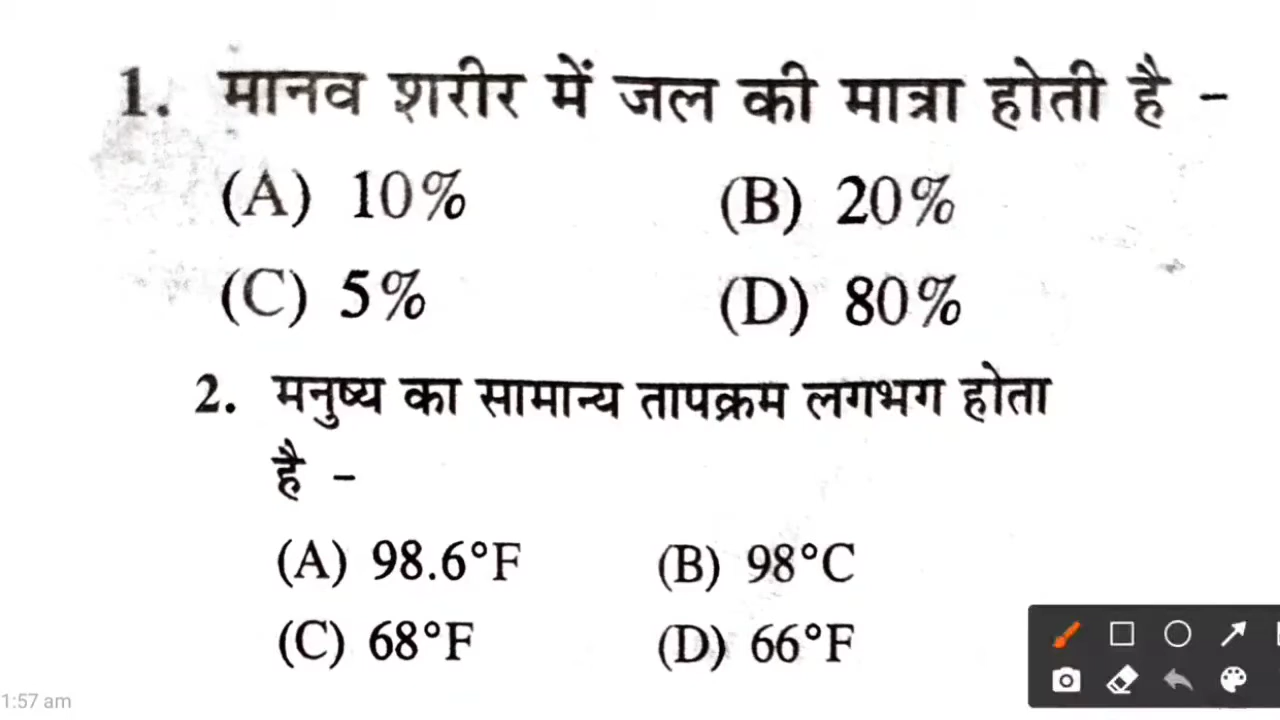 1. मानव शरीर में जल की मात्रा होती है -
(A) 10% (B) 20%
(C) 5% (D) 80%
2. मनुष्य का सामान्य तापक्रम लगभग होता
है -
(A) 98.6°F (B) 98°C
(C) 68°F (D) 66°F
1:57 am